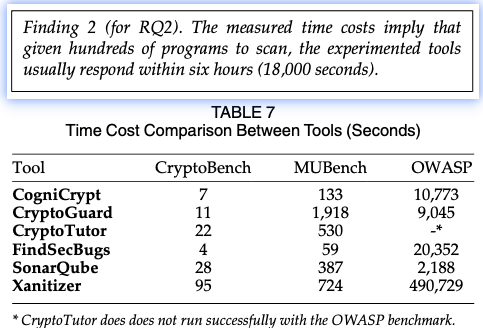 Finding 2 (for RQ2). The measured time costs imply that
given hundreds of programs to scan, the experimented tools
usually respond within six hours (18,000 seconds).
TABLE 7
Time Cost Comparison Between Tools (Seconds)
Tool CryptoBench MUBench OWASP
CogniCrypt 7 133 10,773
CryptoGuard 11 1,918 9,045
CryptoTutor 22 530 -*
FindSecBugs 4 59 20,352
SonarQube 28 387 2,188
Xanitizer 95 724 490,729
* CryptoTutor does does not run successfully with the OWASP benchmark.